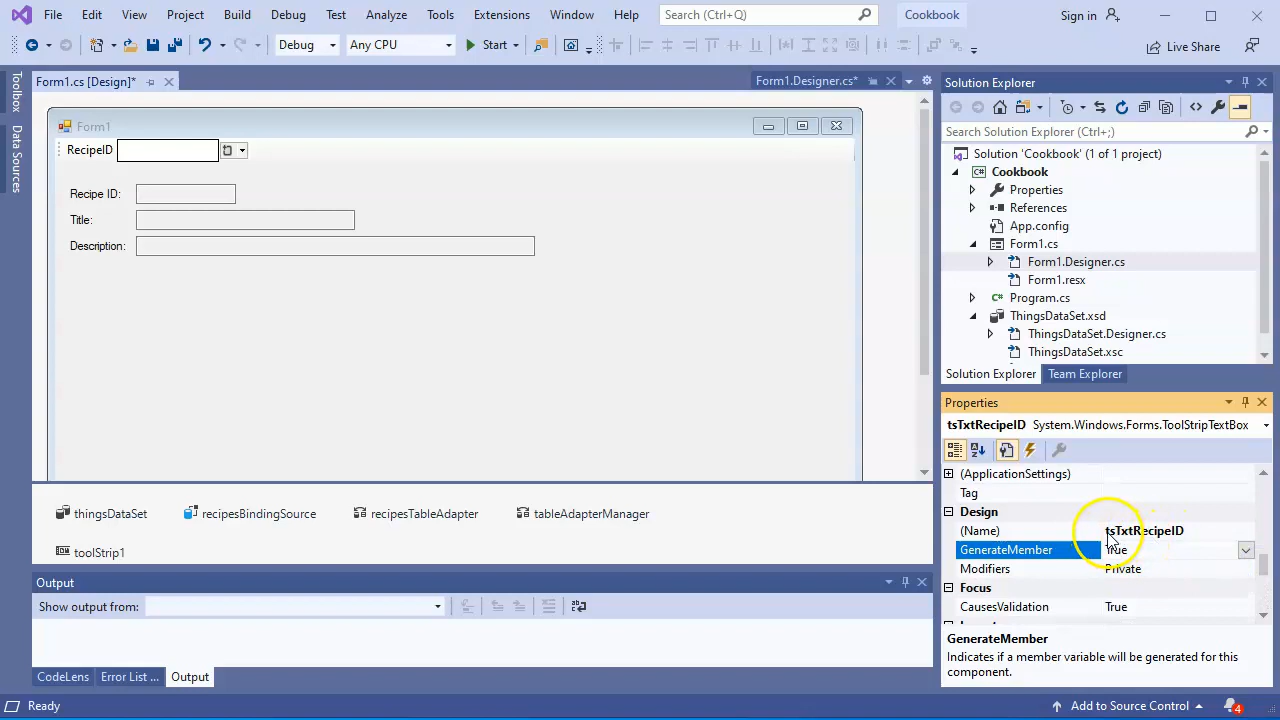 File Edit View Project Build Debug Test Analyze Tools Extensions Window Help Search (Ctrl+Q) Cookbook Sign in
Debug Any CPU Start Live Share
Form1.cs [Design]* Form1.Designer.cs*
Toolbox
Data Sources
Form1
RecipeID
Recipe ID:
Title:
Description:
thingsDataSet recipesBindingSource recipesTableAdapter tableAdapterManager
toolStrip1
Output
Show output from:
CodeLens Error List ... Output
Solution Explorer
Search Solution Explorer (Ctrl+;)
Solution 'Cookbook' (1 of 1 project)
Cookbook
Properties
References
App.config
Form1.cs
Form1.Designer.cs
Form1.resx
Program.cs
ThingsDataSet.xsd
ThingsDataSet.Designer.cs
ThingsDataSet.xsc
Solution Explorer Team Explorer
Properties
tsTxtRecipeID System.Windows.Forms.ToolStripTextBox
(ApplicationSettings)
Tag
Design
(Name) tsTxtRecipeID
GenerateMember True
Modifiers Private
Focus
CausesValidation True
GenerateMember
Indicates if a member variable will be generated for this
component.
Ready Add to Source Control 4